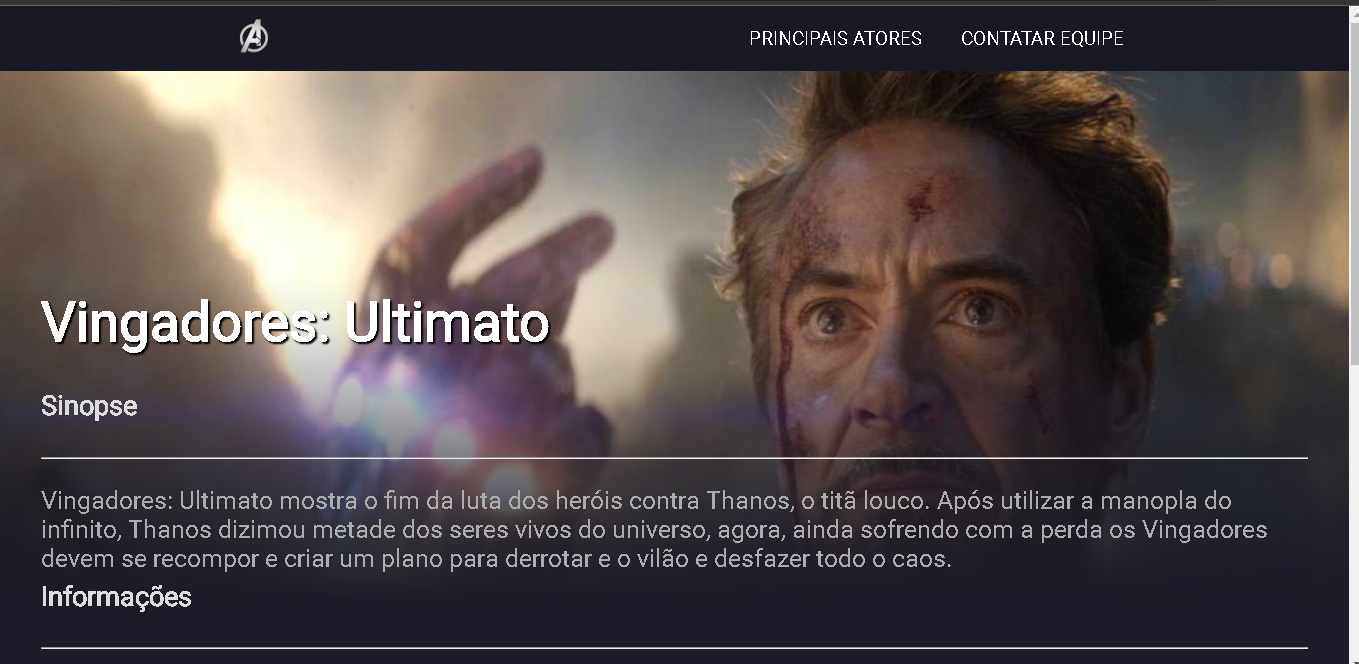 PRINCIPAIS ATORES CONTATAR EQUIPE
Vingadores: Ultimato
Sinopse
Vingadores: Ultimato mostra o fim da luta dos heróis contra Thanos, o titã louco. Após utilizar a manopla do
infinito, Thanos dizimou metade dos seres vivos do universo, agora, ainda sofrendo com a perda os Vingadores
devem se recompor e criar um plano para derrotar e o vilão e desfazer todo o caos.
Informações